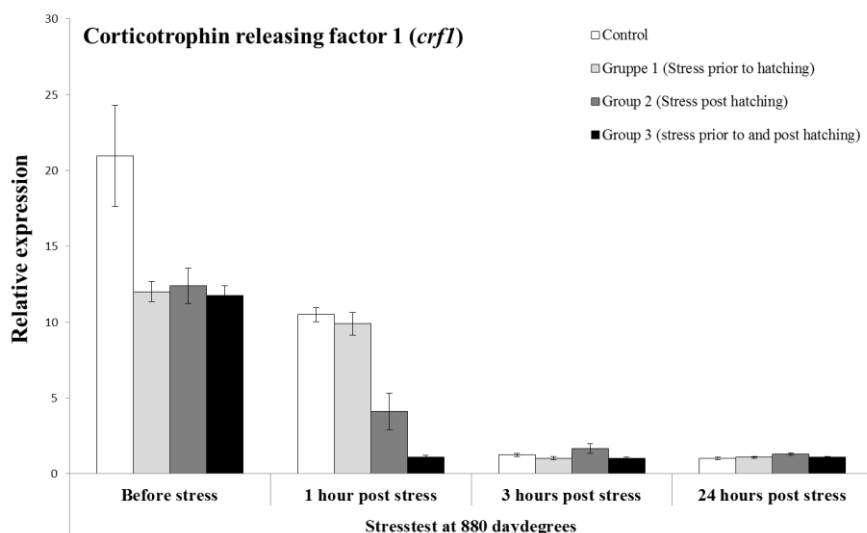 30
Corticotrophin releasing factor 1 (crf1)
Control
Gruppe 1 (Stress prior to hatching)
25
Group 2 (Stress post hatching)
Group 3 (stress prior to and post hatching)
20
Relative expression
15
10
5
0
Before stress
1 hour post stress
3 hours post stress
24 hours post stress
Stresstest at 880 daydegrees